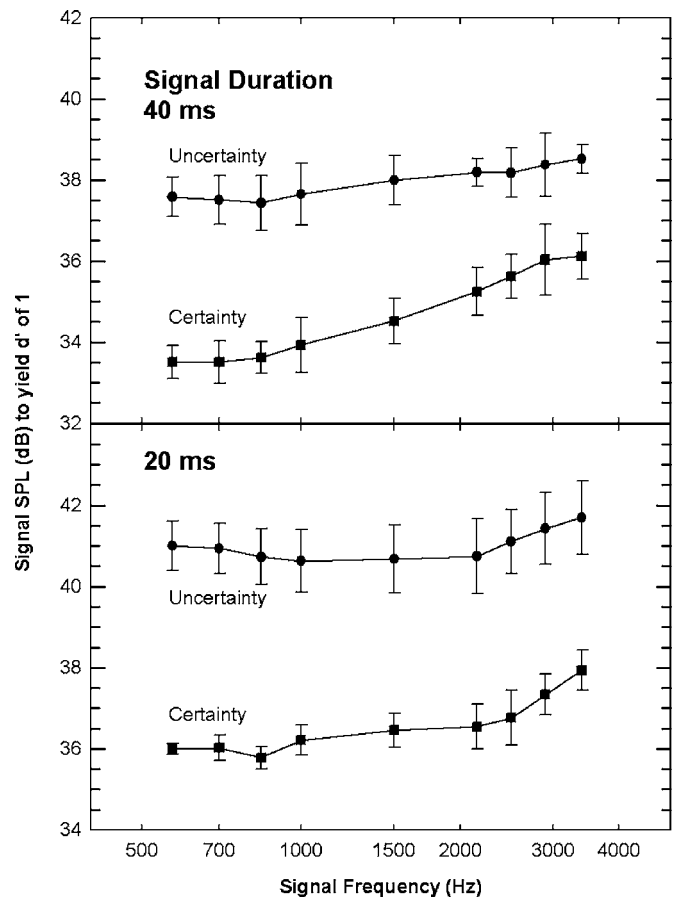 Signal SPL (dB) to yield d' of 1
42
40
38
36
34
32
Signal Duration
40 ms
Uncertainty
Certainty
42
40
38
36
34
20 ms
Uncertainty
Certainty
500
700
1000
1500
2000
3000
4000
Signal Frequency (Hz)